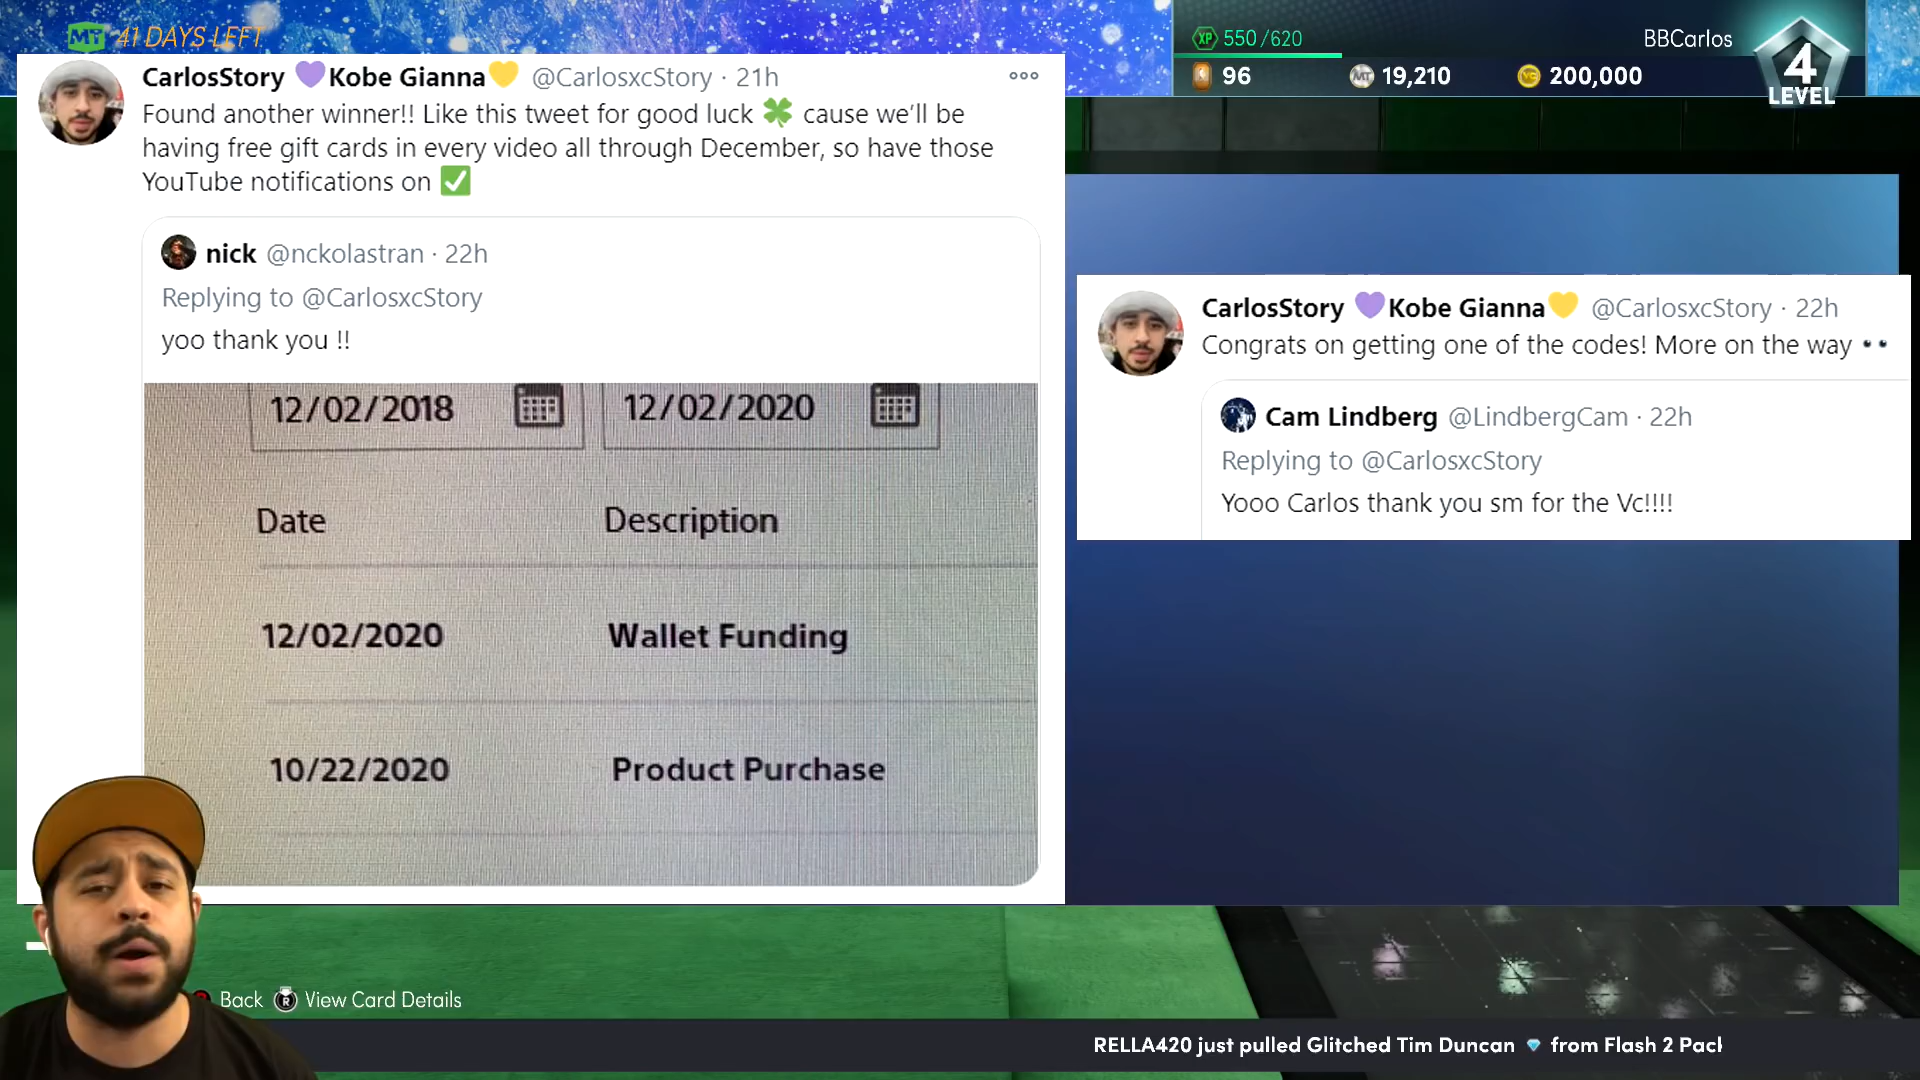 MT 41 DAYS LEFT
XP 550/620
BBCarlos
96
MT 19,210
VC 200,000
4
LEVEL
CarlosStory 💜Kobe Gianna💛 @CarlosxcStory · 21h
Found another winner!! Like this tweet for good luck 🍀 cause we'll be
having free gift cards in every video all through December, so have those
YouTube notifications on ✅
nick @nckolastran · 22h
Replying to @CarlosxcStory
yoo thank you !!
12/02/2018
12/02/2020
Date
Description
12/02/2020
Wallet Funding
10/22/2020
Product Purchase
CarlosStory 💜Kobe Gianna💛 @CarlosxcStory · 22h
Congrats on getting one of the codes! More on the way 👀
Cam Lindberg @LindbergCam · 22h
Replying to @CarlosxcStory
Yooo Carlos thank you sm for the Vc!!!!
Back
R View Card Details
RELLA420 just pulled Glitched Tim Duncan 💎 from Flash 2 Pack